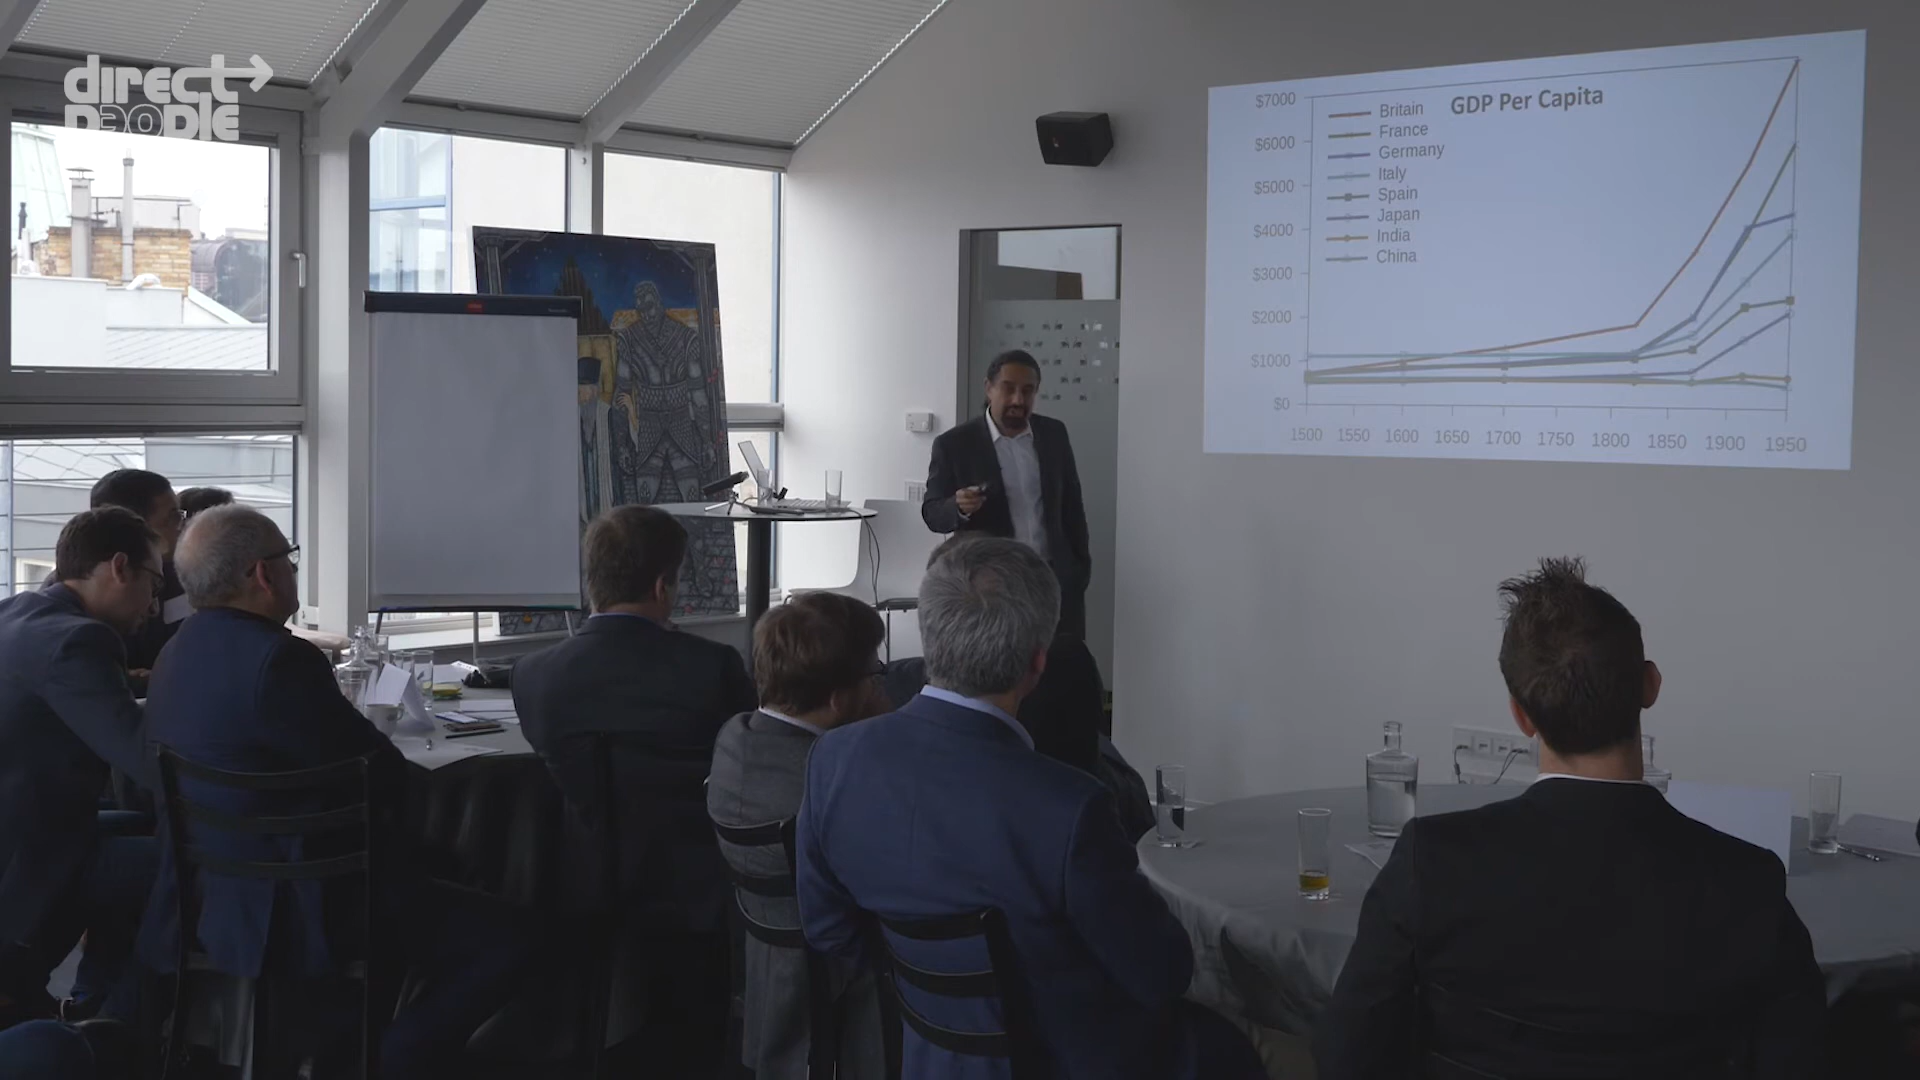 direct
PEOPLE
GDP Per Capita
$7000
$6000
$5000
$4000
$3000
$2000
$1000
$0
Britain
France
Germany
Italy
Spain
Japan
India
China
1500 1550 1600 1650 1700 1750 1800 1850 1900 1950